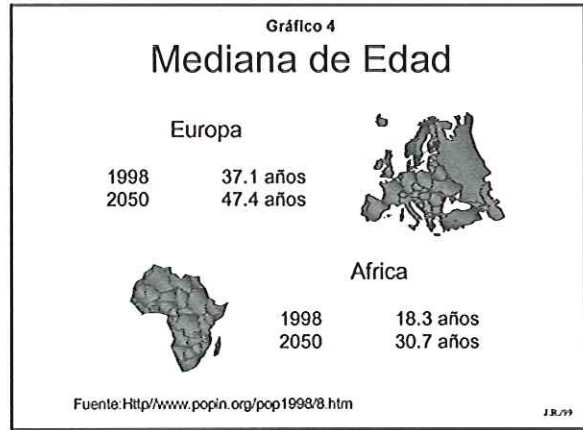 Gráfico 4
Mediana de Edad
Europa
1998 37.1 años
2050 47.4 años
Africa
1998 18.3 años
2050 30.7 años
Fuente:Http//www.popin.org/pop1998/8.htm
J.R./99